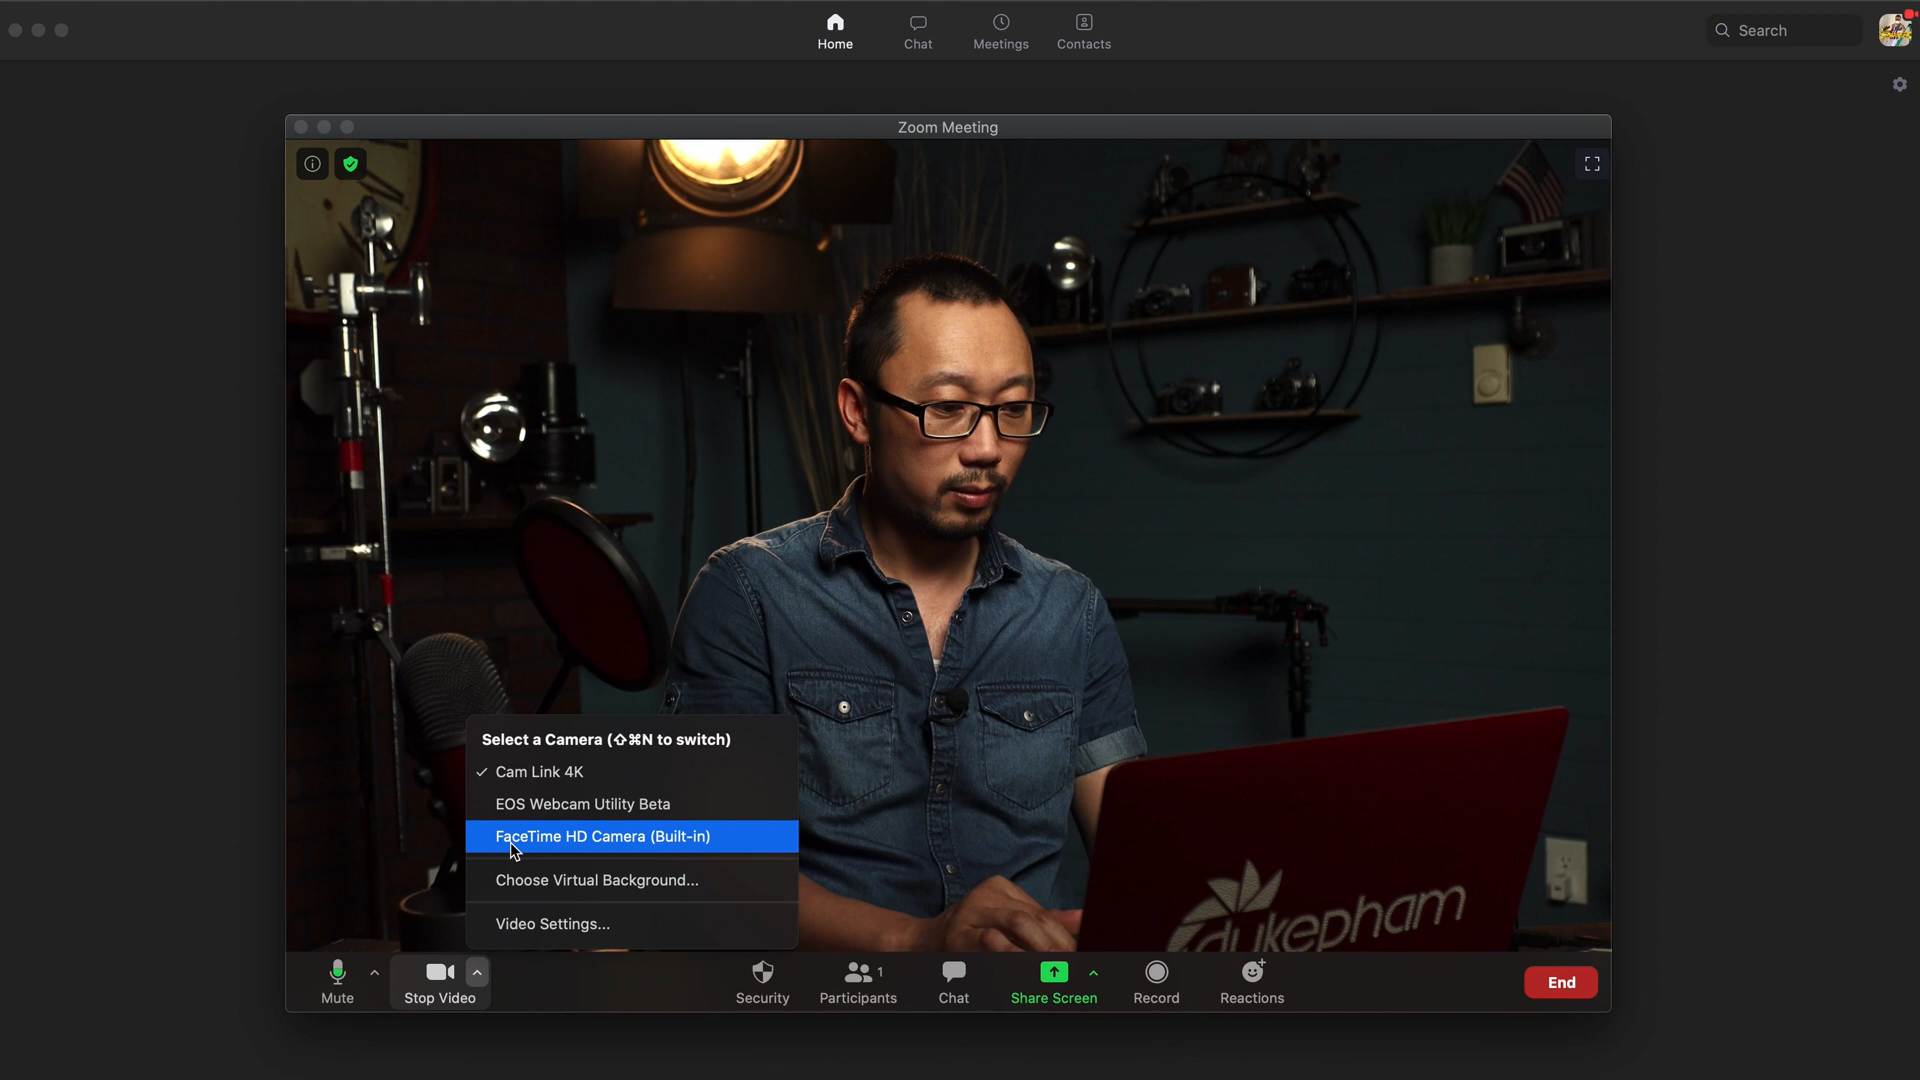 Home
Chat
Meetings
Contacts
Search
Zoom Meeting
Select a Camera (⇧⌘N to switch)
✓ Cam Link 4K
EOS Webcam Utility Beta
FaceTime HD Camera (Built-in)
Choose Virtual Background...
Video Settings...
dukepham
Mute
Stop Video
Security
Participants
1
Chat
Share Screen
Record
Reactions
End